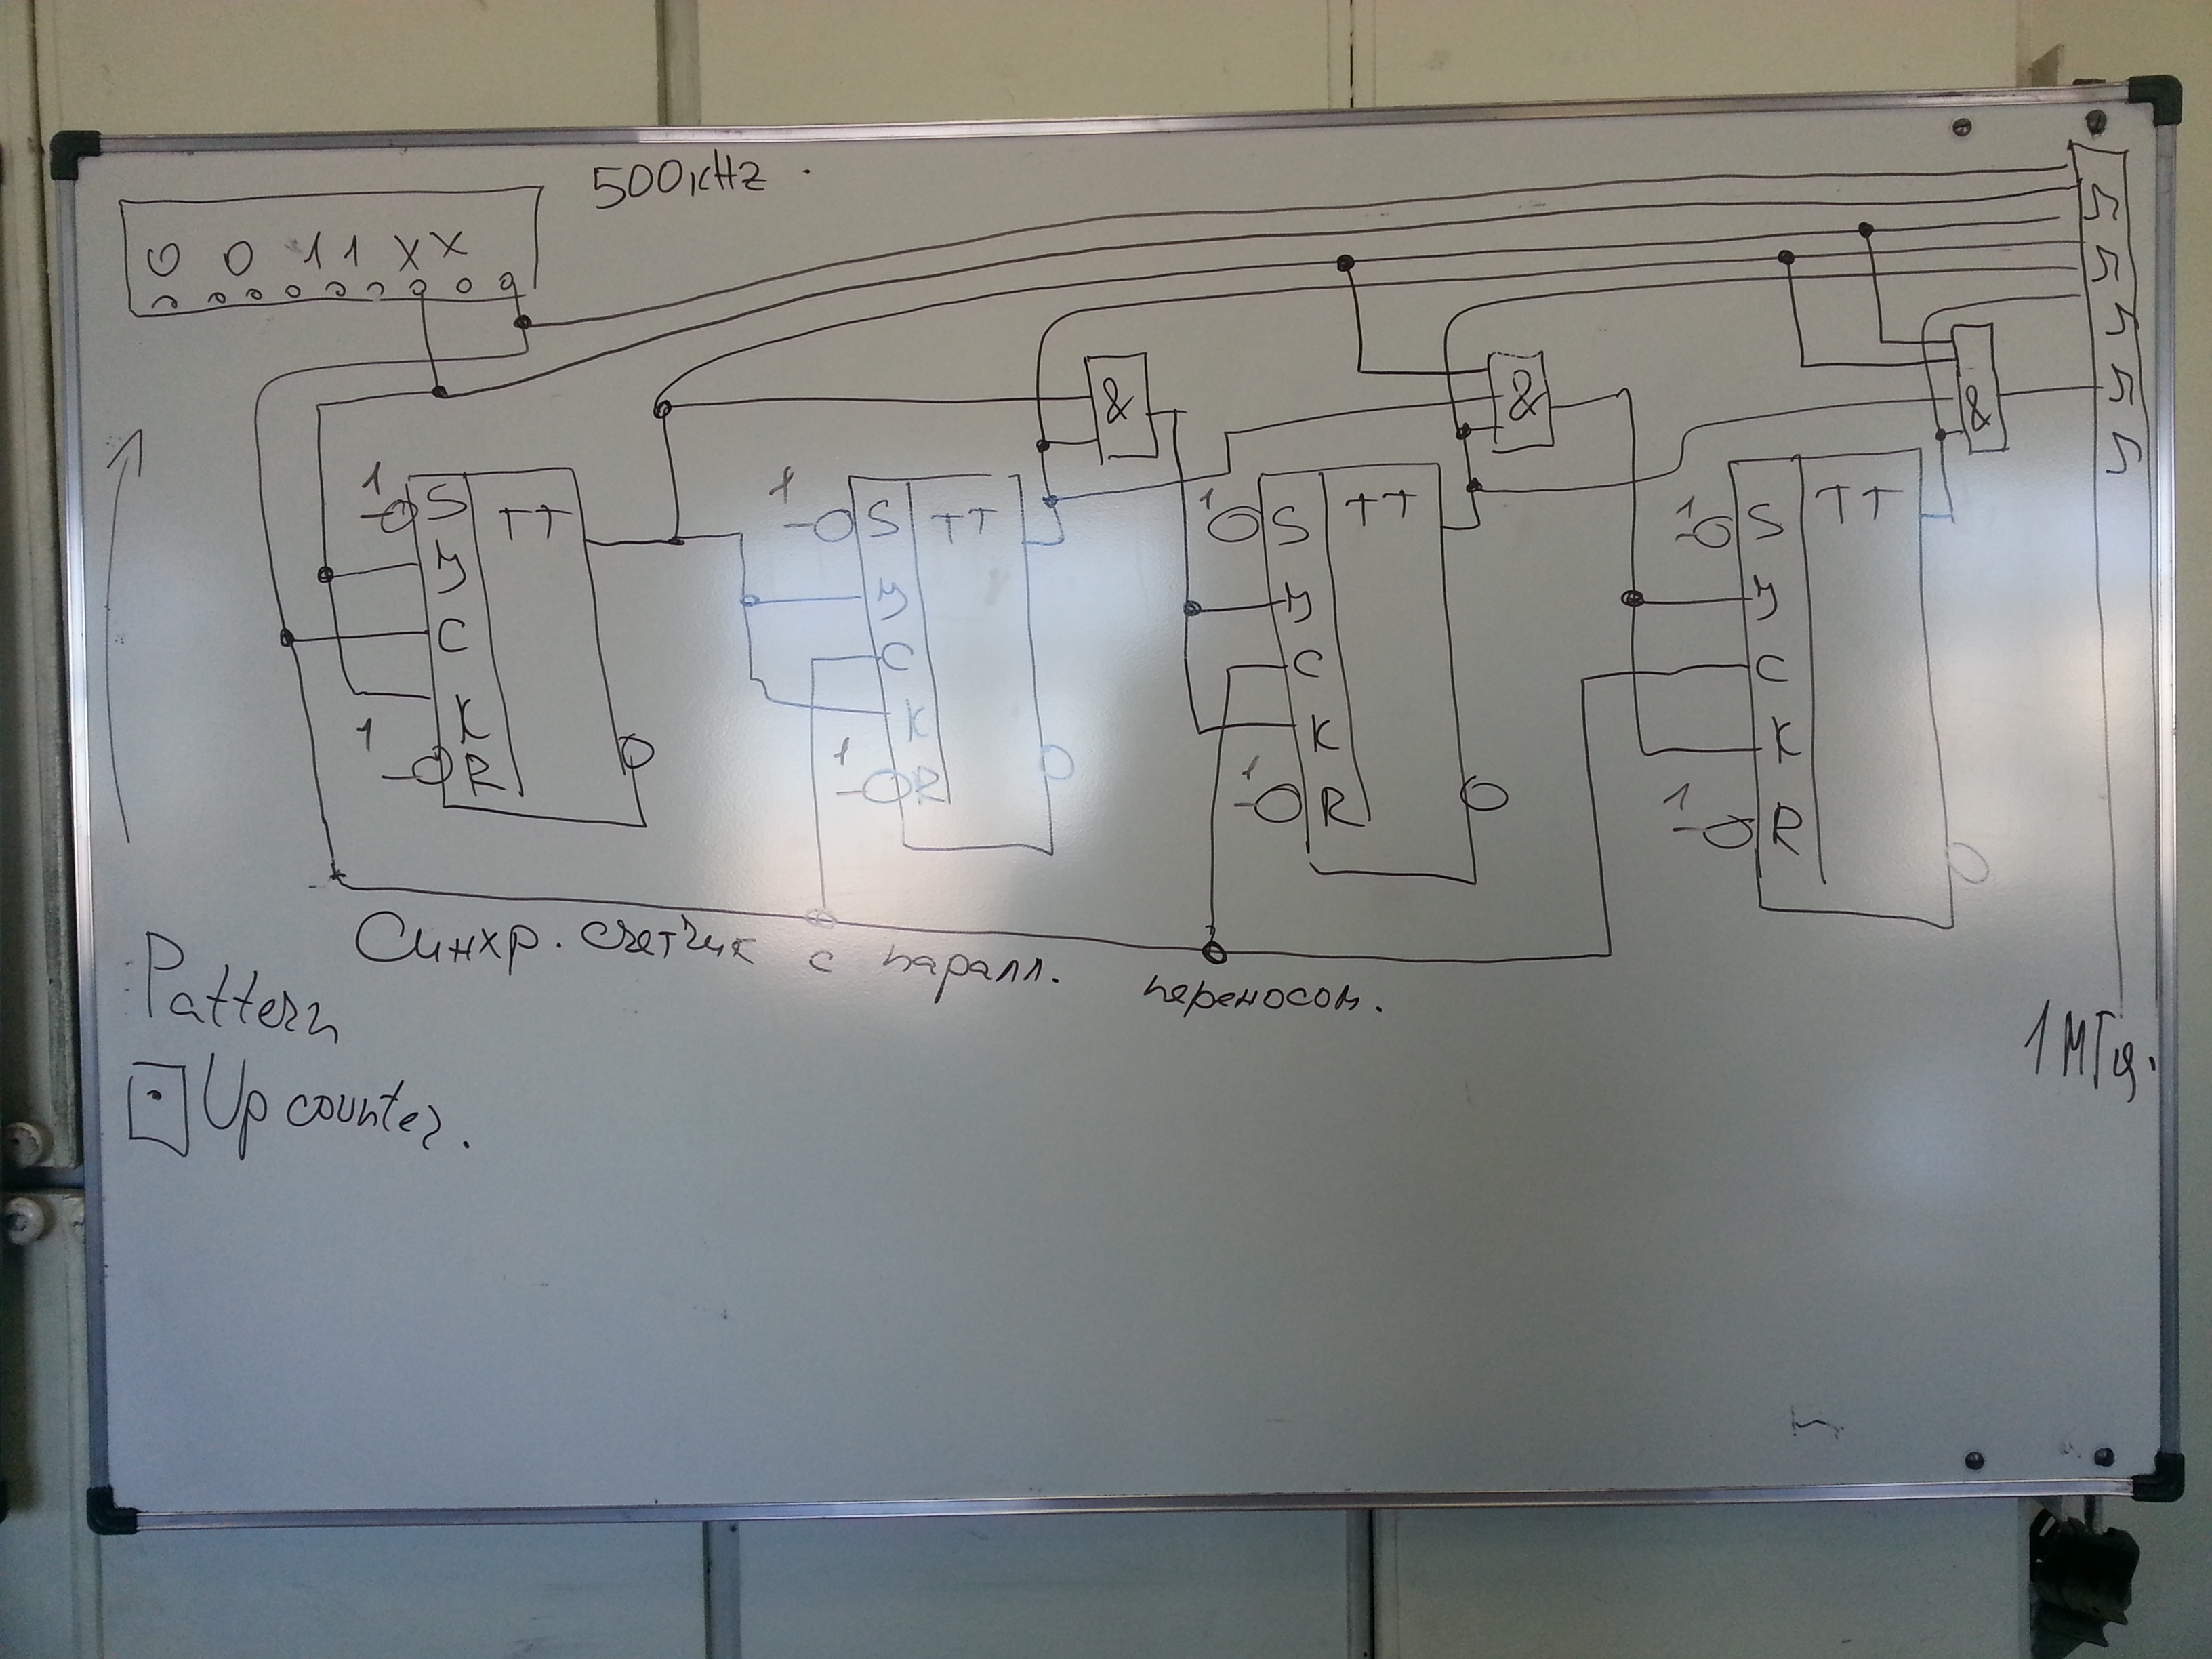 500кHz.
0 0 1 1 X X
& & &
1 S TT
J
C
K
1 R
1 S TT
J
C
K
1 R
1 S TT
J
C
K
1 R
1 S TT
J
C
K
1 R
Синхр. счетчик с паралл. переносом.
Pattern
Up counter.
1 МГц.